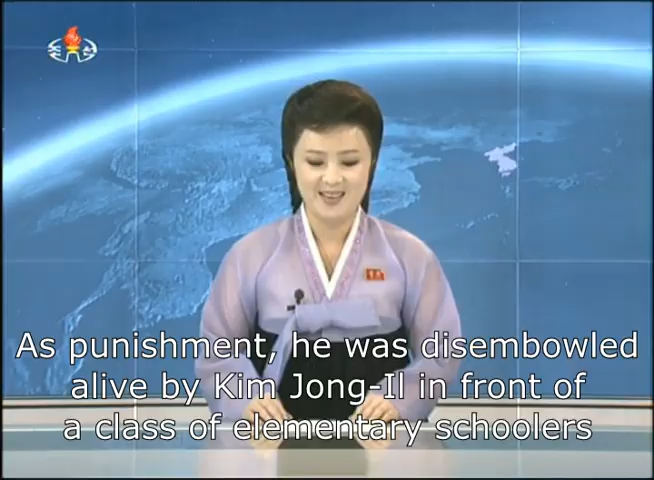 As punishment, he was disembowled
alive by Kim Jong-Il in front of
a class of elementary schoolers